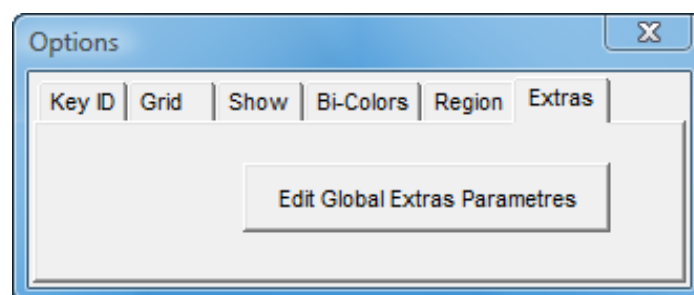 Options
Key ID Grid Show Bi-Colors Region Extras
Edit Global Extras Parametres